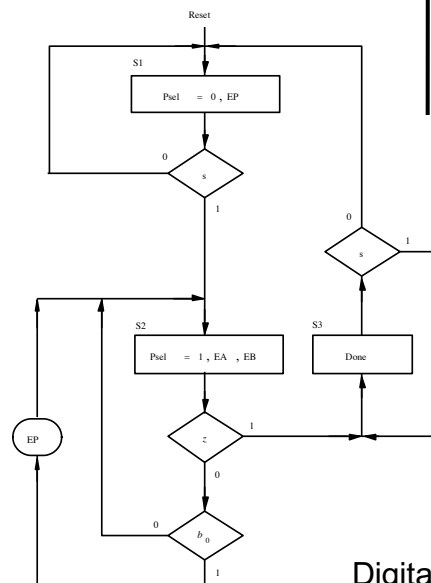 Reset
S1
Psel = 0 , EP
0
s
1
0
s
1
S2
Psel = 1 , EA , EB
S3
Done
EP
z
1
0
0
b 0
1
Digita